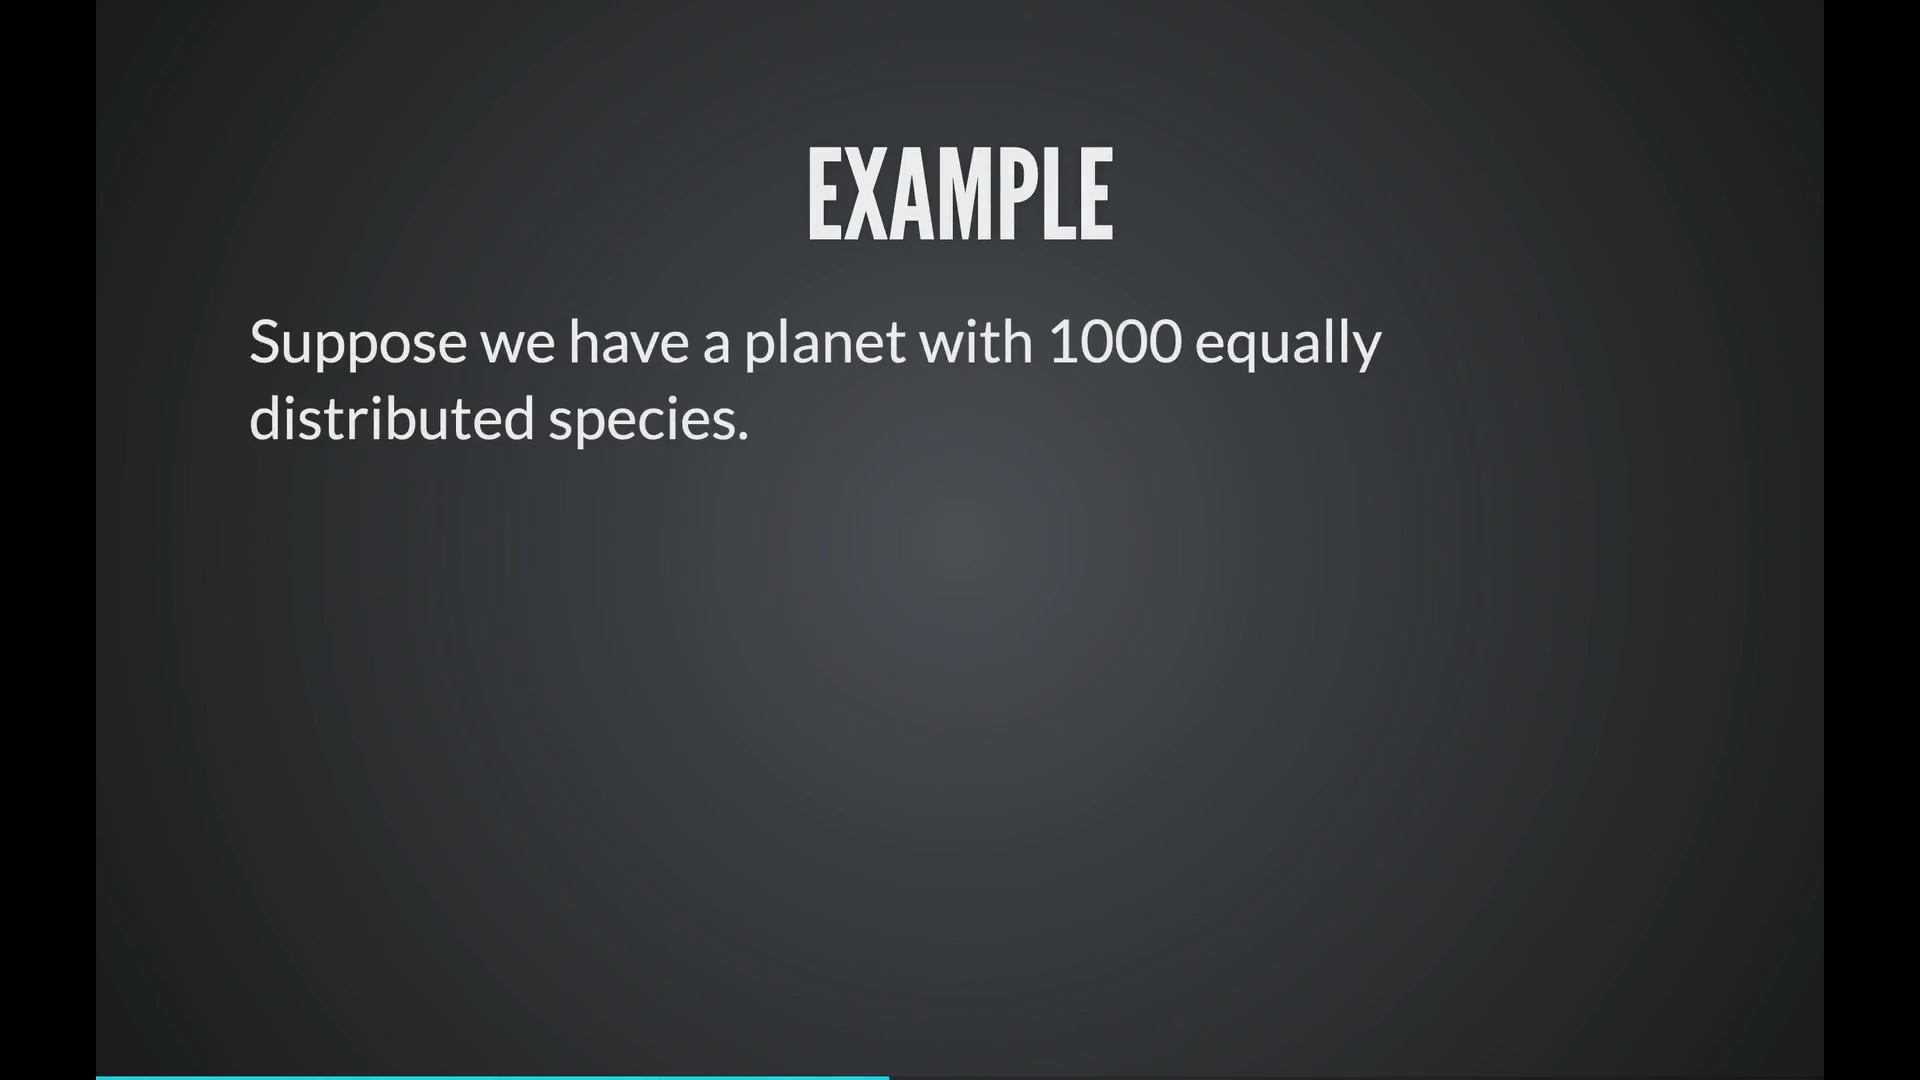 EXAMPLE
Suppose we have a planet with 1000 equally
distributed species.